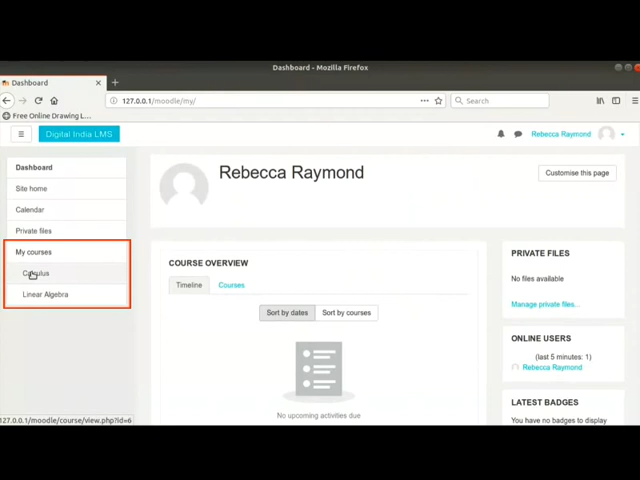 Dashboard - Mozilla Firefox
Dashboard
127.0.0.1/moodle/my/
Search
Free Online Drawing L...
Digital India LMS
Rebecca Raymond
Dashboard
Site home
Calendar
Private files
My courses
Calculus
Linear Algebra
Rebecca Raymond
Customise this page
COURSE OVERVIEW
Timeline
Courses
Sort by dates
Sort by courses
No upcoming activities due
PRIVATE FILES
No files available
Manage private files...
ONLINE USERS
(last 5 minutes: 1)
Rebecca Raymond
LATEST BADGES
You have no badges to display
127.0.0.1/moodle/course/view.php?id=6